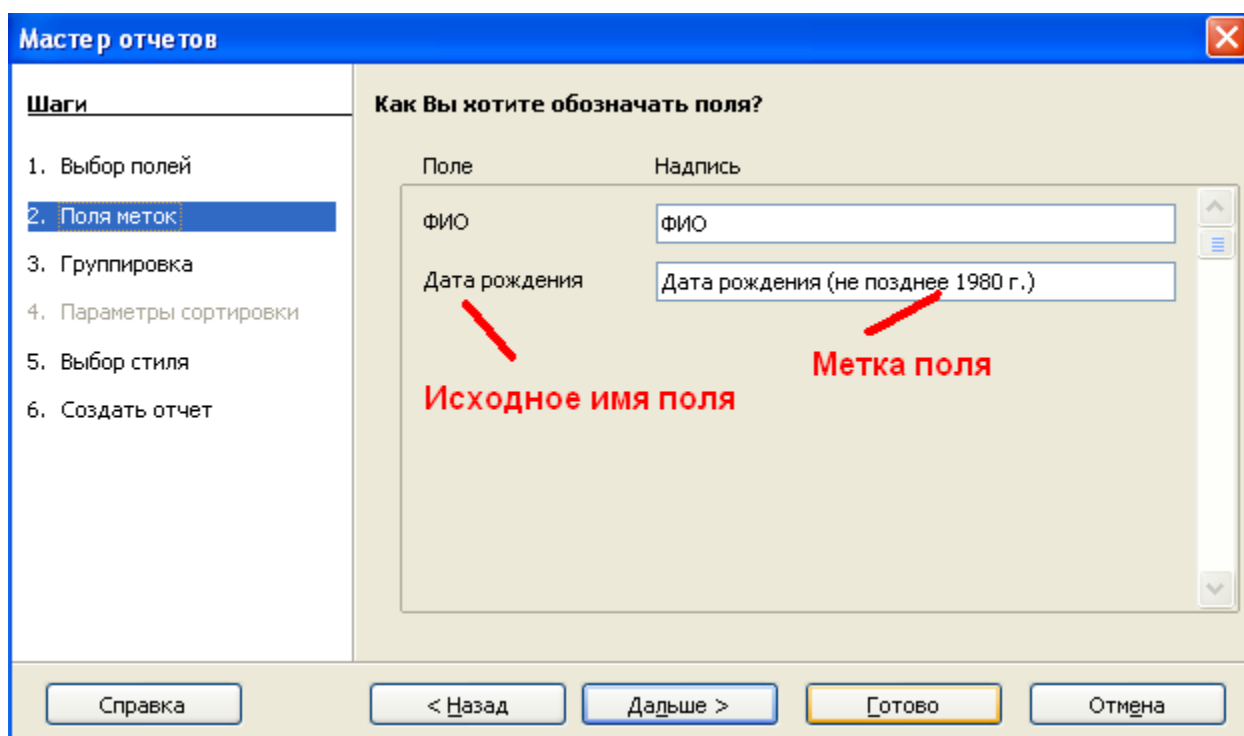 Мастер отчетов
Шаги
1. Выбор полей
2. Поля меток
3. Группировка
4. Параметры сортировки
5. Выбор стиля
6. Создать отчет
Как Вы хотите обозначать поля?
Поле Надпись
ФИО ФИО
Дата рождения Дата рождения (не позднее 1980 г.)
Метка поля
Исходное имя поля
Справка < Назад Дальше > Готово Отмена